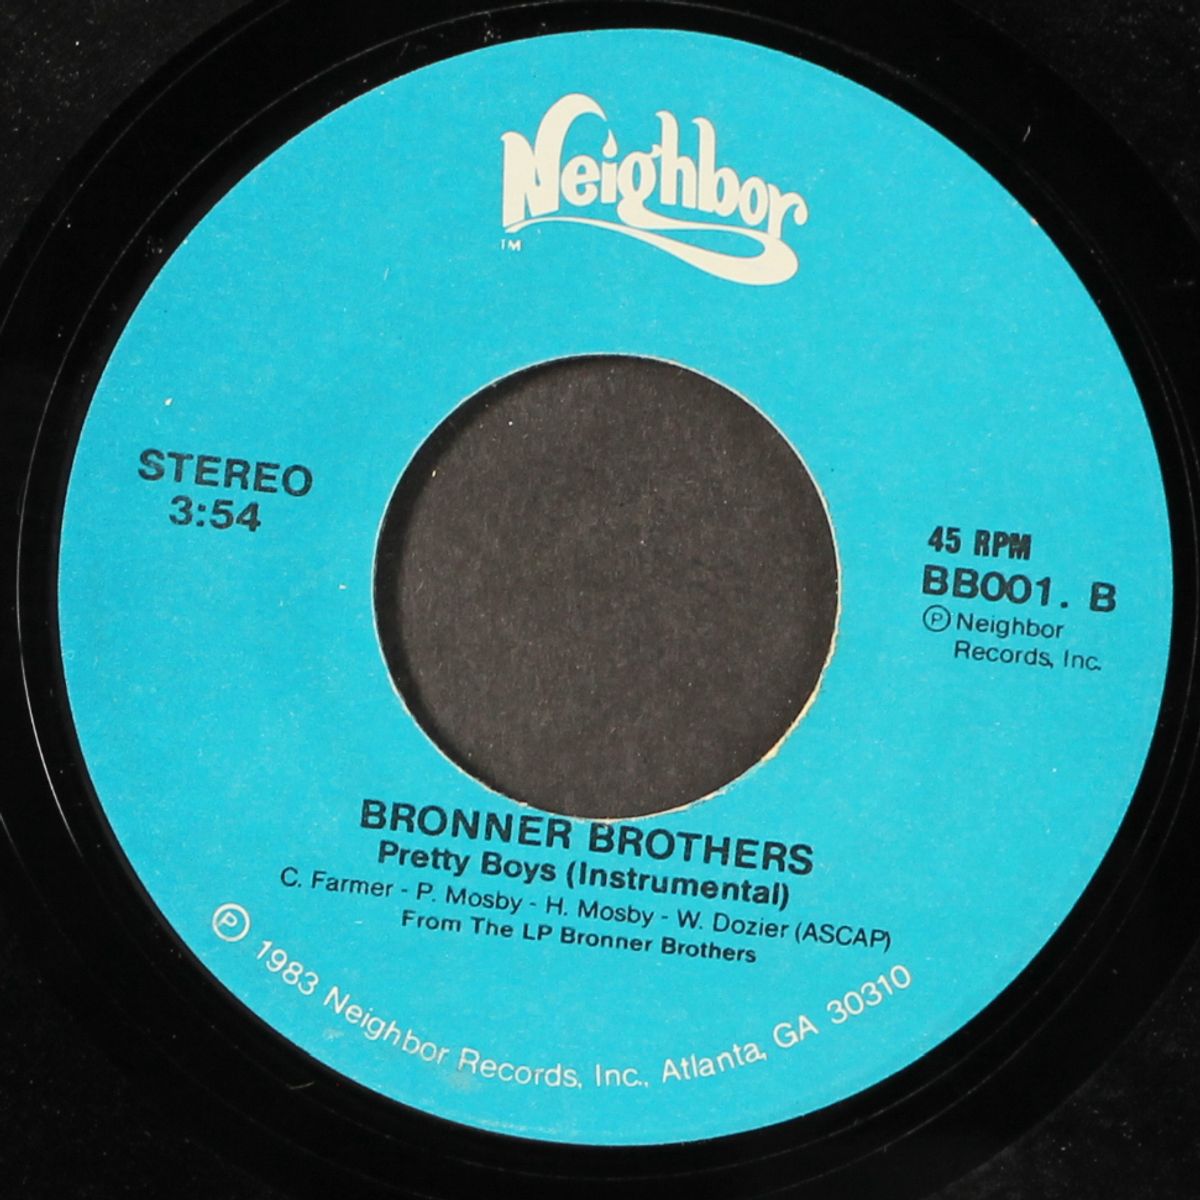 Neighbor
TM
STEREO
3:54
45 RPM
BB001. B
Ⓟ Neighbor
Records, Inc.
BRONNER BROTHERS
Pretty Boys (Instrumental)
C. Farmer - P. Mosby - H. Mosby - W. Dozier (ASCAP)
From The LP Bronner Brothers
Ⓟ 1983 Neighbor Records, Inc., Atlanta, GA 30310